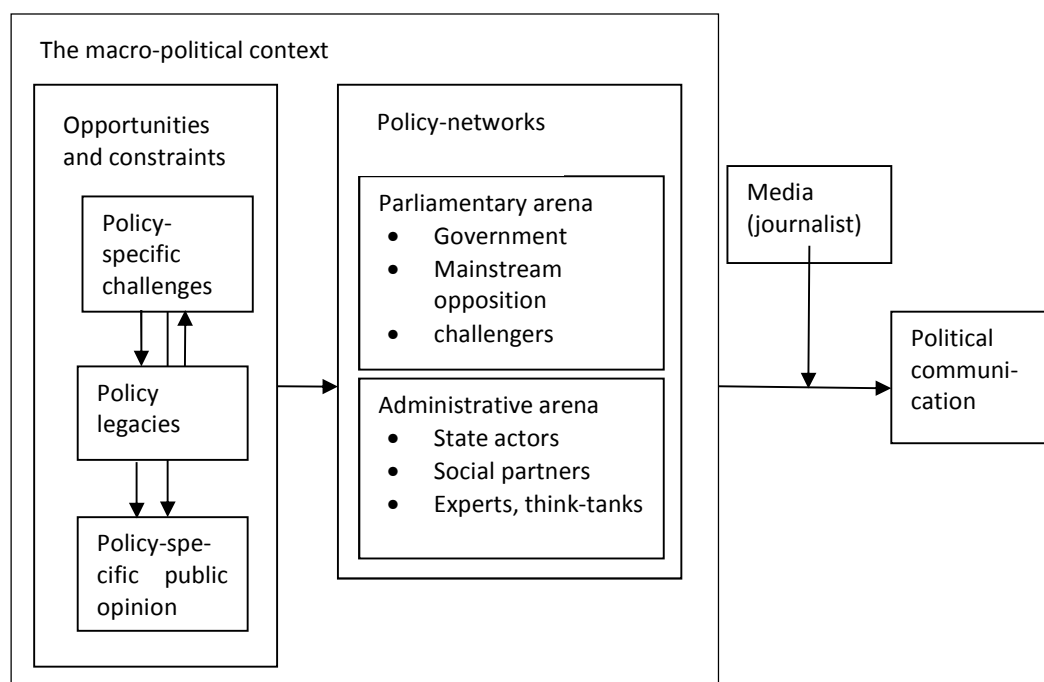 The macro-political context
Opportunities
and constraints
Policy-
specific
challenges
Policy
legacies
Policy-spe-
cific public
opinion
Policy-networks
Parliamentary arena
• Government
• Mainstream
opposition
• challengers
Administrative arena
• State actors
• Social partners
• Experts, think-tanks
Media
(journalist)
Political
communi-
cation